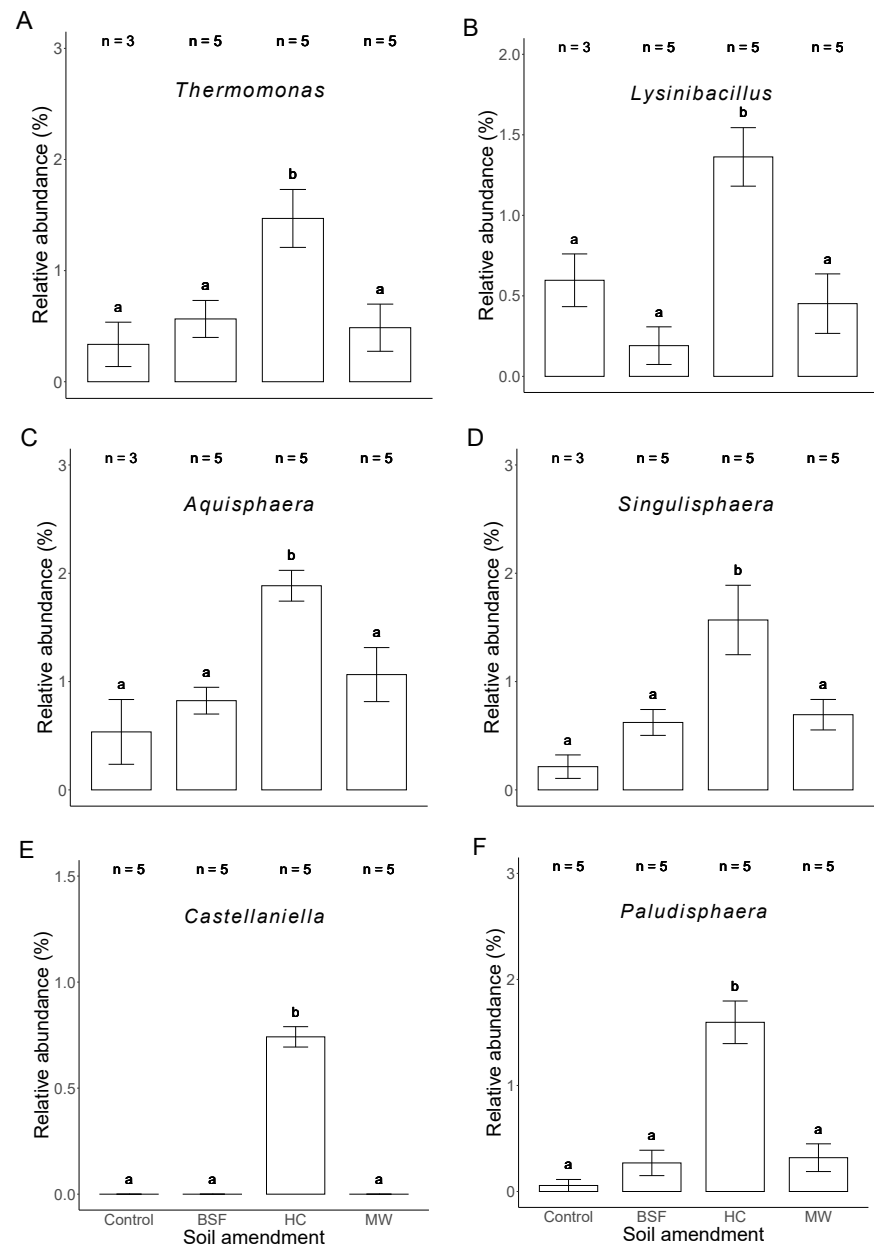 A
n = 3 n = 5 n = 5 n = 5
Thermomonas
Relative abundance (%)
3
2
1
0
a a b a
B
n = 3 n = 5 n = 5 n = 5
Lysinibacillus
Relative abundance (%)
2.0
1.5
1.0
0.5
0.0
a a b a
C
n = 3 n = 5 n = 5 n = 5
Aquisphaera
Relative abundance (%)
3
2
1
0
a a b a
D
n = 3 n = 5 n = 5 n = 5
Singulisphaera
Relative abundance (%)
3
2
1
0
a a b a
E
n = 5 n = 5 n = 5 n = 5
Castellaniella
Relative abundance (%)
1.5
1.0
0.5
0.0
a a b a
Control BSF HC MW
Soil amendment
F
n = 5 n = 5 n = 5 n = 5
Paludisphaera
Relative abundance (%)
3
2
1
0
a a b a
Control BSF HC MW
Soil amendment